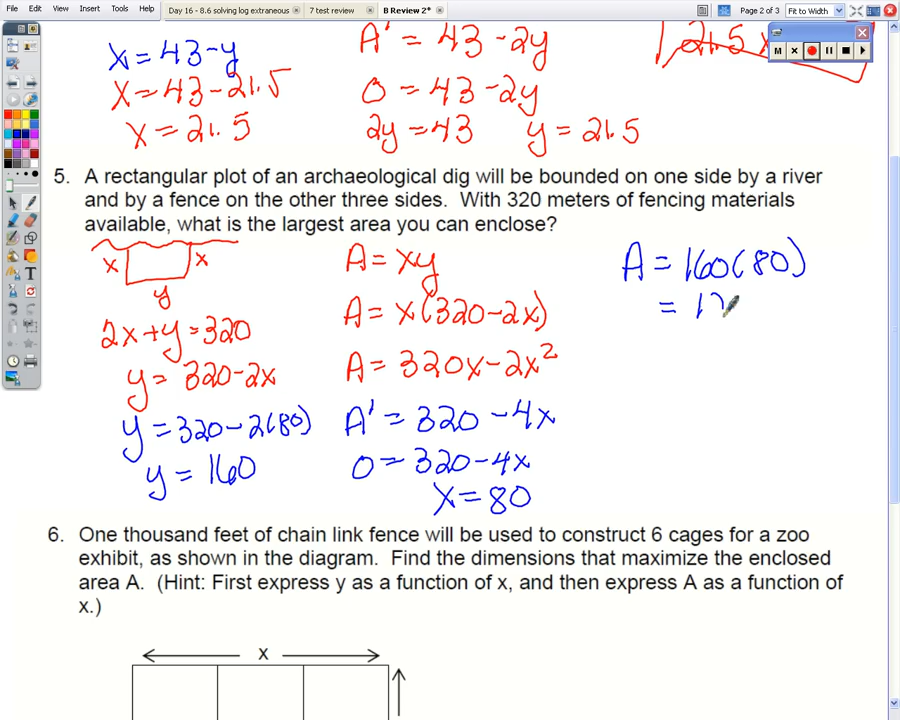 File Edit View Insert Tools Help Day 16 - 8.6 solving log extraneous 7 test review B Review 2* Page 2 of 3 Fit to Width
x = 43 - y
x = 43 - 21.5
x = 21.5
A' = 43 - 2y
0 = 43 - 2y
2y = 43 y = 21.5
21.5 x
M
5. A rectangular plot of an archaeological dig will be bounded on one side by a river
and by a fence on the other three sides. With 320 meters of fencing materials
available, what is the largest area you can enclose?
x x
y
2x + y = 320
y = 320 - 2x
y = 320 - 2(80)
y = 160
A = xy
A = x(320 - 2x)
A = 320x - 2x²
A' = 320 - 4x
0 = 320 - 4x
x = 80
A = 160(80)
= 12
6. One thousand feet of chain link fence will be used to construct 6 cages for a zoo
exhibit, as shown in the diagram. Find the dimensions that maximize the enclosed
area A. (Hint: First express y as a function of x, and then express A as a function of
x.)
x